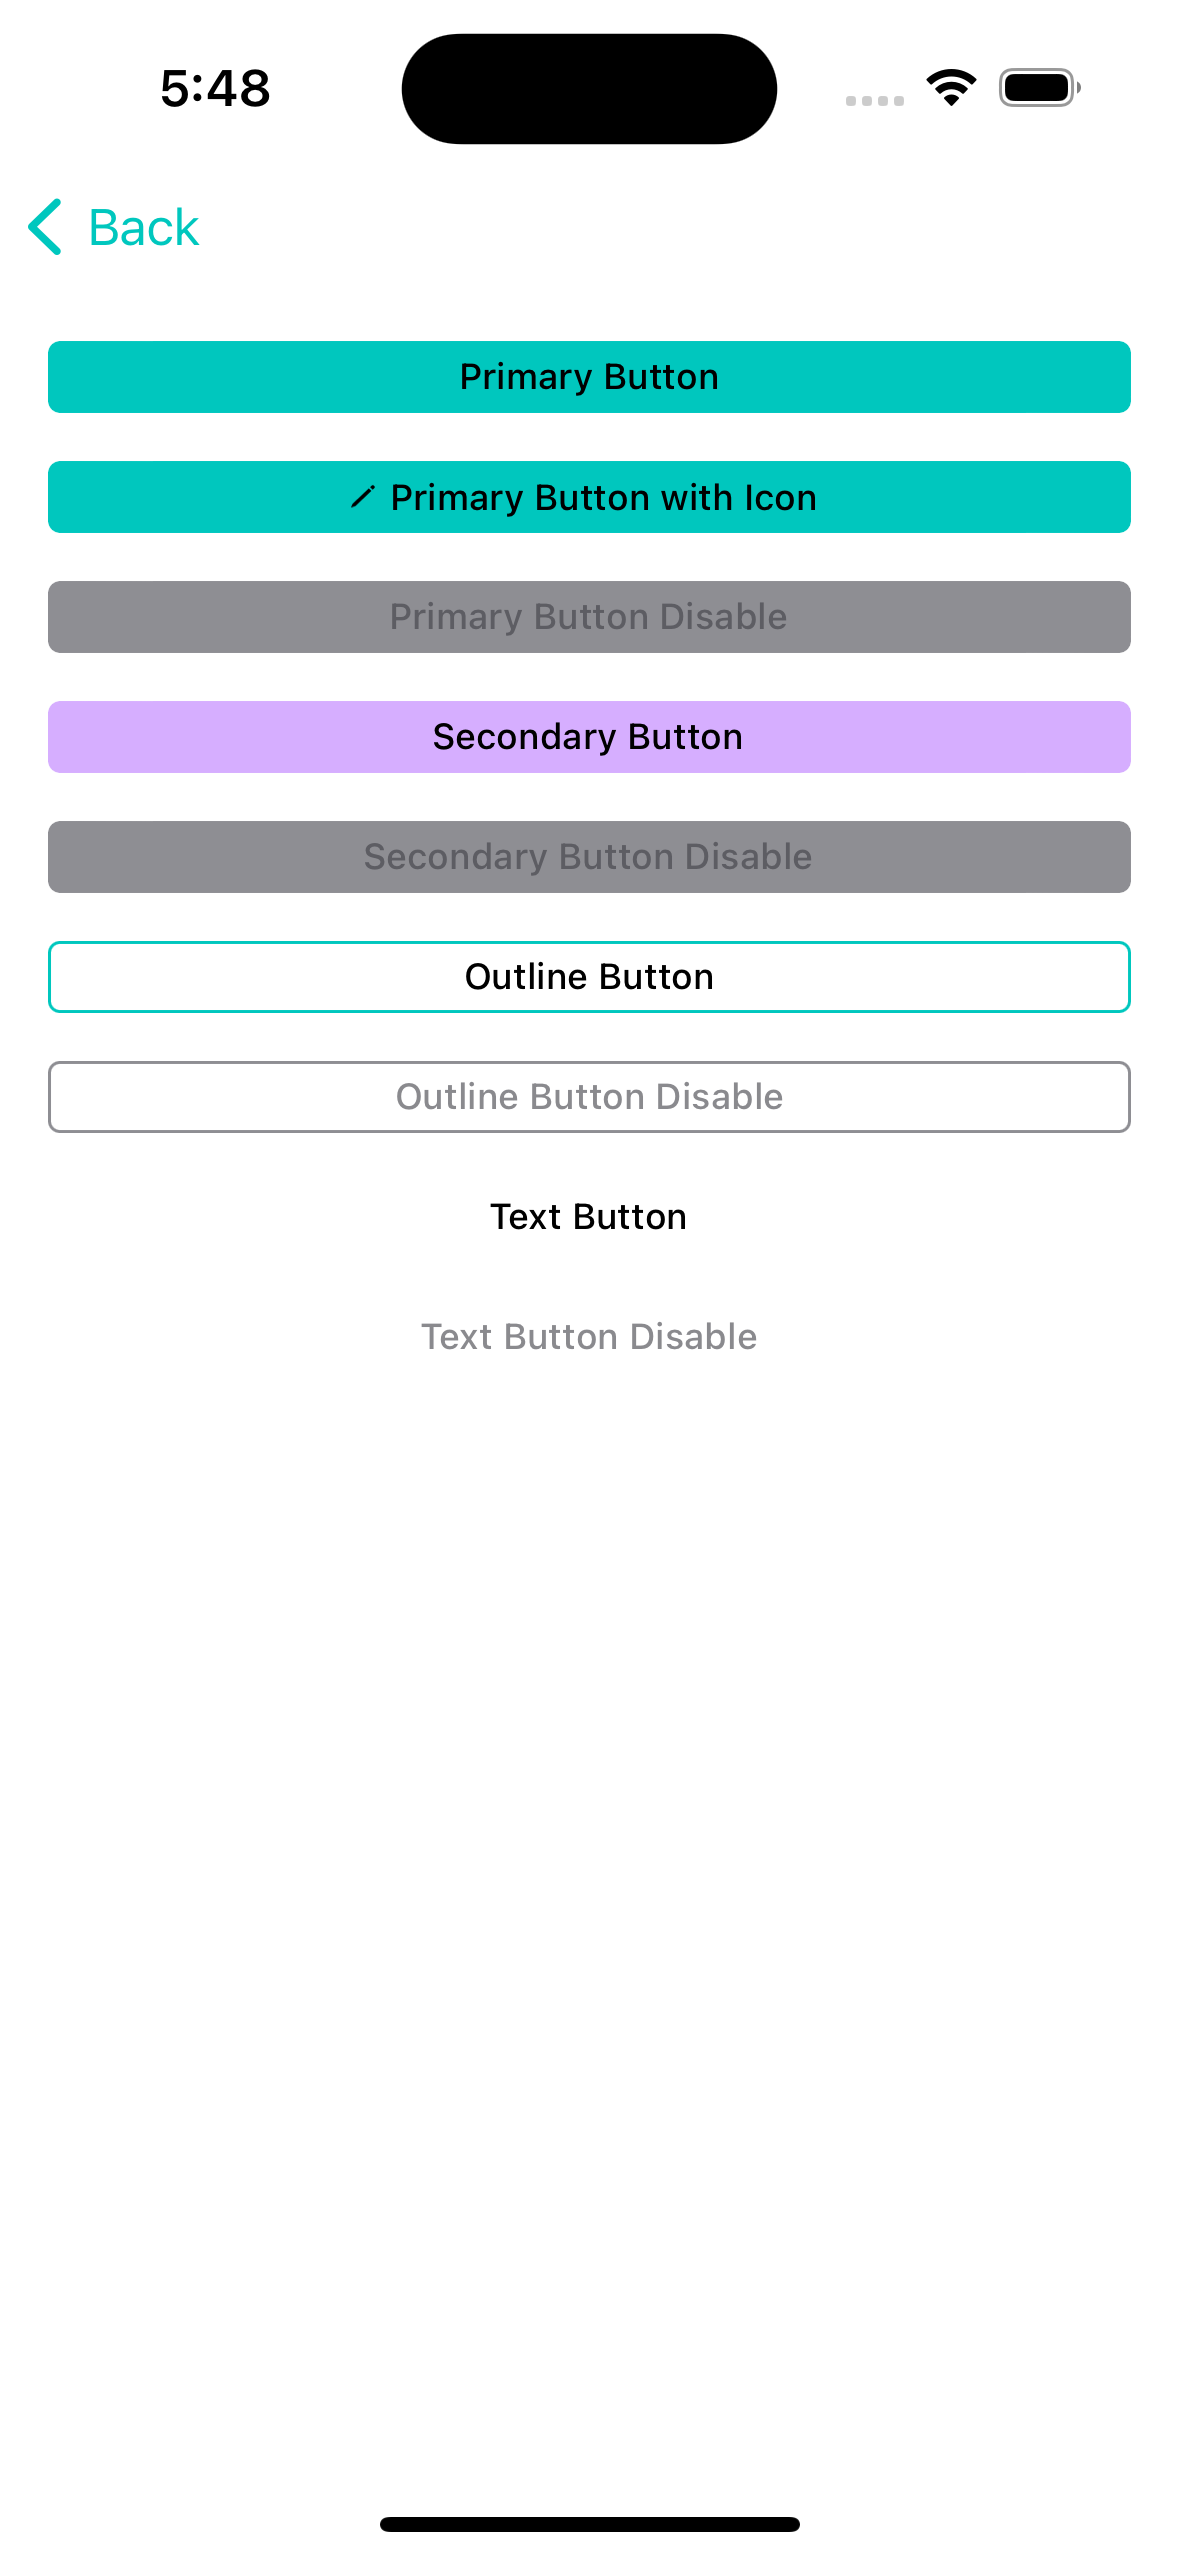 5:48
Back
Primary Button
Primary Button with Icon
Primary Button Disable
Secondary Button
Secondary Button Disable
Outline Button
Outline Button Disable
Text Button
Text Button Disable